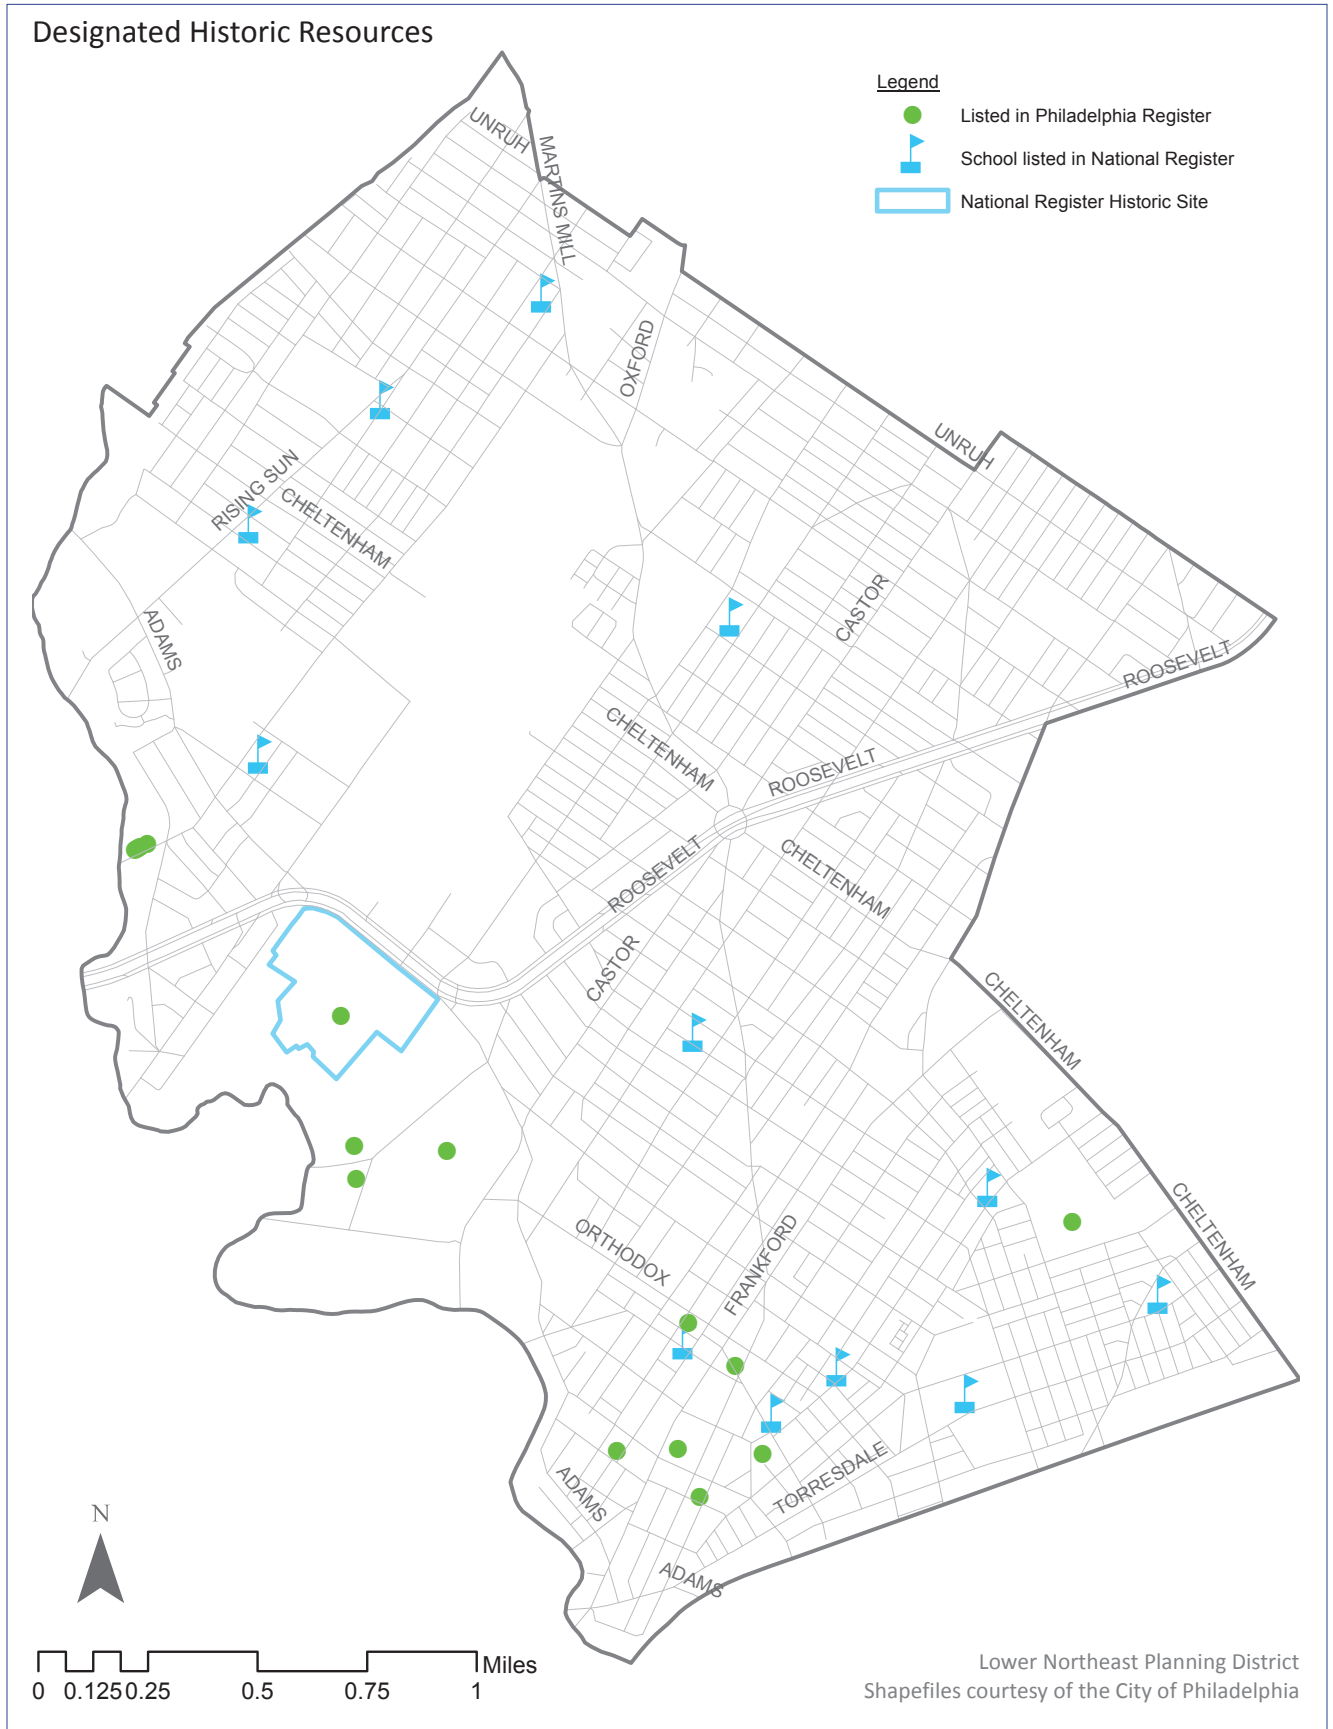 Designated Historic Resources
Legend
Listed in Philadelphia Register
School listed in National Register
National Register Historic Site
UNRUH
MARTINS MILL
OXFORD
UNRUH
RISING SUN
CHELTENHAM
CASTOR
ADAMS
ROOSEVELT
CHELTENHAM
ROOSEVELT
ROOSEVELT
CHELTENHAM
CASTOR
CHELTENHAM
CHELTENHAM
ORTHODOX
FRANKFORD
TORRESDALE
ADAMS
ADAMS
N
Miles
0 0.125 0.25 0.5 0.75 1
Lower Northeast Planning District
Shapefiles courtesy of the City of Philadelphia